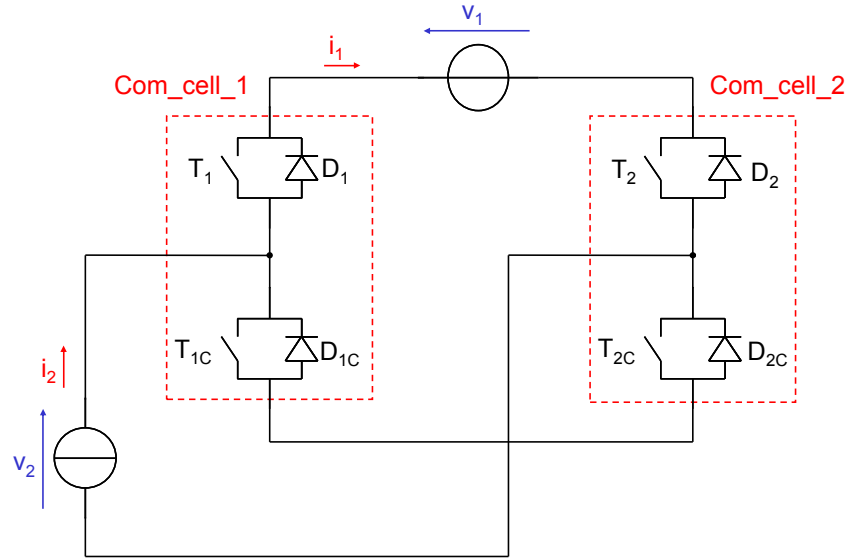 v1
i1
Com_cell_1
Com_cell_2
T1
D1
T2
D2
T1C
D1C
T2C
D2C
i2
v2